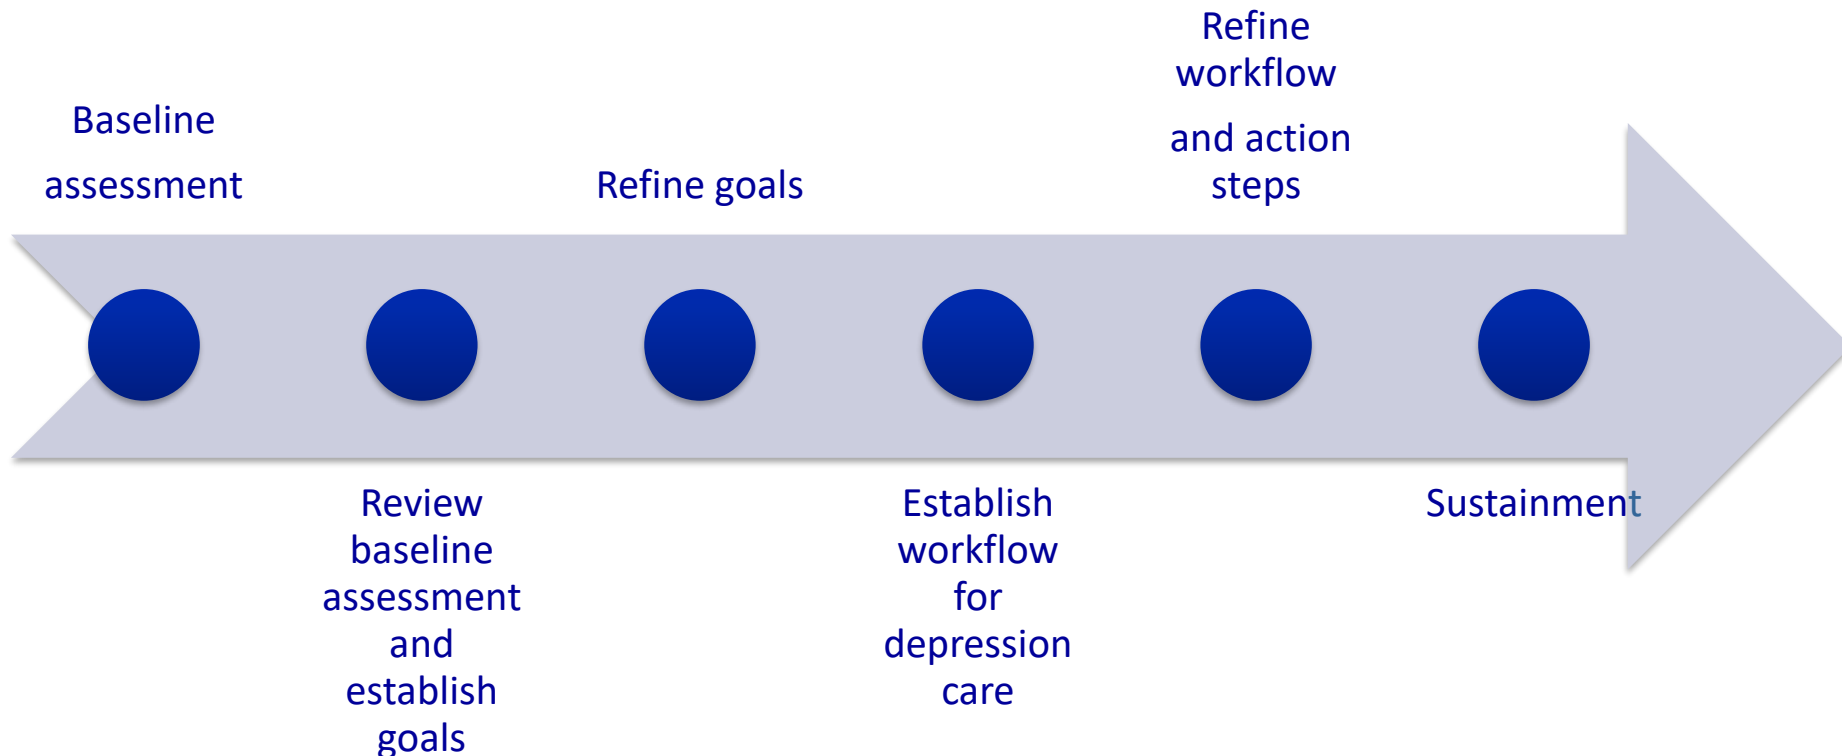 Baseline
assessment
Review
baseline
assessment
and
establish
goals
Refine goals
Establish
workflow
for
depression
care
Refine
workflow
and action
steps
Sustainment